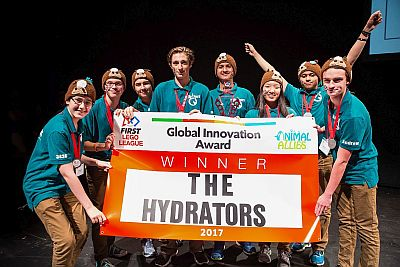 FIRST
LEGO
LEAGUE
Global Innovation
Award
ANIMAL
ALLIES
WINNER
THE
HYDRATORS
2017